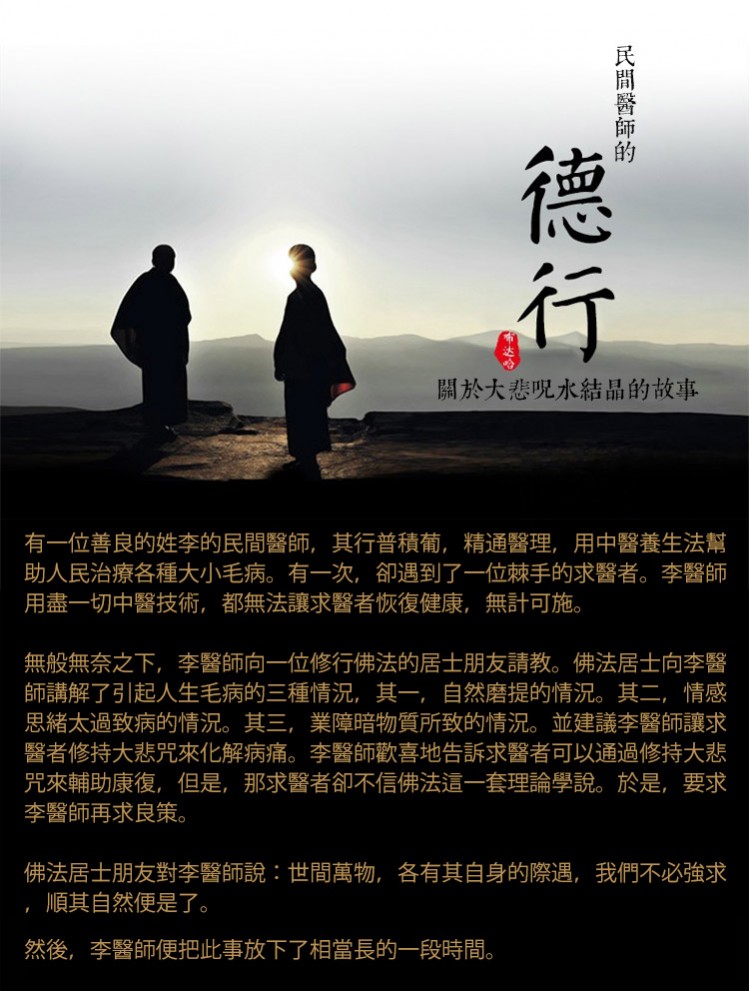 民間醫師的
德行
布达哈
關於大悲呪水結晶的故事
有一位善良的姓李的民間醫師，其行普積葡，精通醫理，用中醫養生法幫
助人民治療各種大小毛病。有一次，卻遇到了一位棘手的求醫者。李醫師
用盡一切中醫技術，都無法讓求醫者恢復健康，無計可施。
無般無奈之下，李醫師向一位修行佛法的居士朋友請教。佛法居士向李醫
師講解了引起人生毛病的三種情況，其一，自然磨提的情況。其二，情感
思緒太過致病的情況。其三，業障暗物質所致的情況。並建議李醫師讓求
醫者修持大悲咒來化解病痛。李醫師歡喜地告訴求醫者可以通過修持大悲
咒來輔助康復，但是，那求醫者卻不信佛法這一套理論學說。於是，要求
李醫師再求良策。
佛法居士朋友對李醫師說：世間萬物，各有其自身的際遇，我們不必強求
，順其自然便是了。
然後，李醫師便把此事放下了相當長的一段時間。